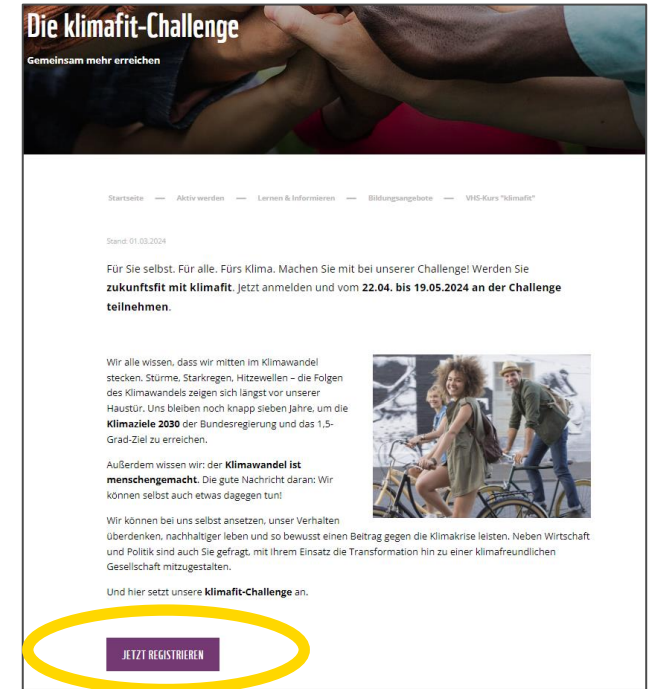 Die klimafit-Challenge
Gemeinsam mehr erreichen
Startseite — Aktiv werden — Lernen & Informieren — Bildungsangebote — VHS-Kurs "klimafit"
Stand: 01.03.2024
Für Sie selbst. Für alle. Fürs Klima. Machen Sie mit bei unserer Challenge! Werden Sie
zukunftsfit mit klimafit. Jetzt anmelden und vom 22.04. bis 19.05.2024 an der Challenge
teilnehmen.
Wir alle wissen, dass wir mitten im Klimawandel
stecken. Stürme, Starkregen, Hitzewellen – die Folgen
des Klimawandels zeigen sich längst vor unserer
Haustür. Uns bleiben noch knapp sieben Jahre, um die
Klimaziele 2030 der Bundesregierung und das 1,5-
Grad-Ziel zu erreichen.
Außerdem wissen wir: der Klimawandel ist
menschengemacht. Die gute Nachricht daran: Wir
können selbst auch etwas dagegen tun!
Wir können bei uns selbst ansetzen, unser Verhalten
überdenken, nachhaltiger leben und so bewusst einen Beitrag gegen die Klimakrise leisten. Neben Wirtschaft
und Politik sind auch Sie gefragt, mit Ihrem Einsatz die Transformation hin zu einer klimafreundlichen
Gesellschaft mitzugestalten.
Und hier setzt unsere klimafit-Challenge an.
JETZT REGISTRIEREN